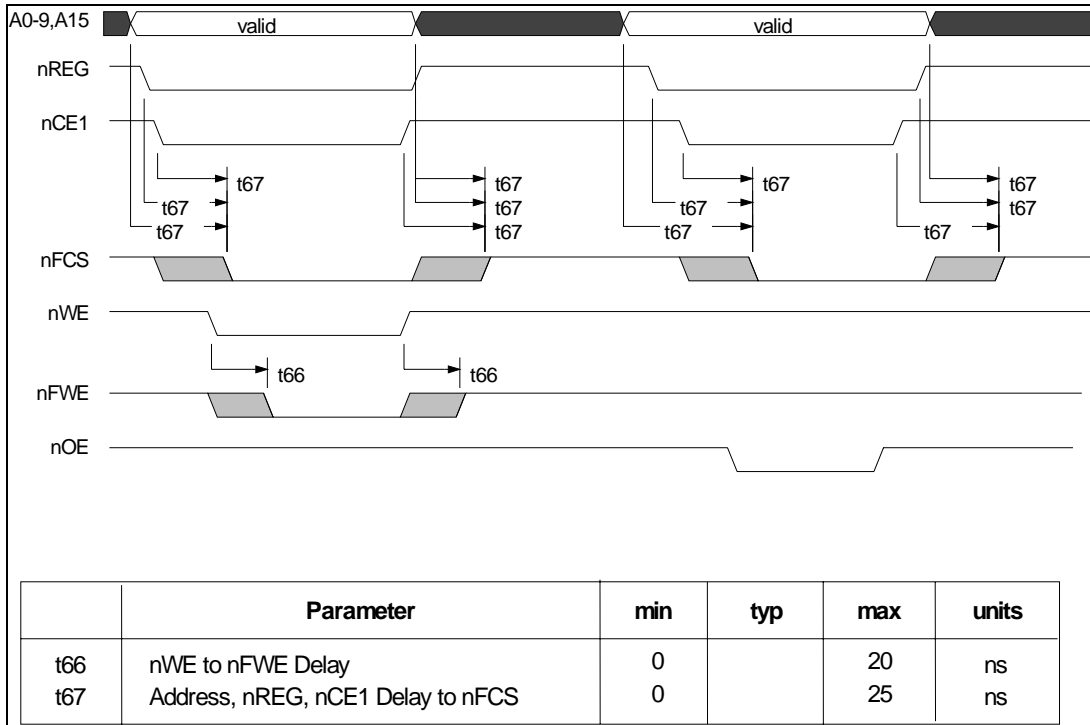 A0-9,A15 valid valid
nREG
nCE1
t67 t67 t67 t67
t67 t67 t67 t67
t67 t67 t67 t67
nFCS
nWE
t66 t66
nFWE
nOE
Parameter min typ max units
t66 nWE to nFWE Delay 0 20 ns
t67 Address, nREG, nCE1 Delay to nFCS 0 25 ns